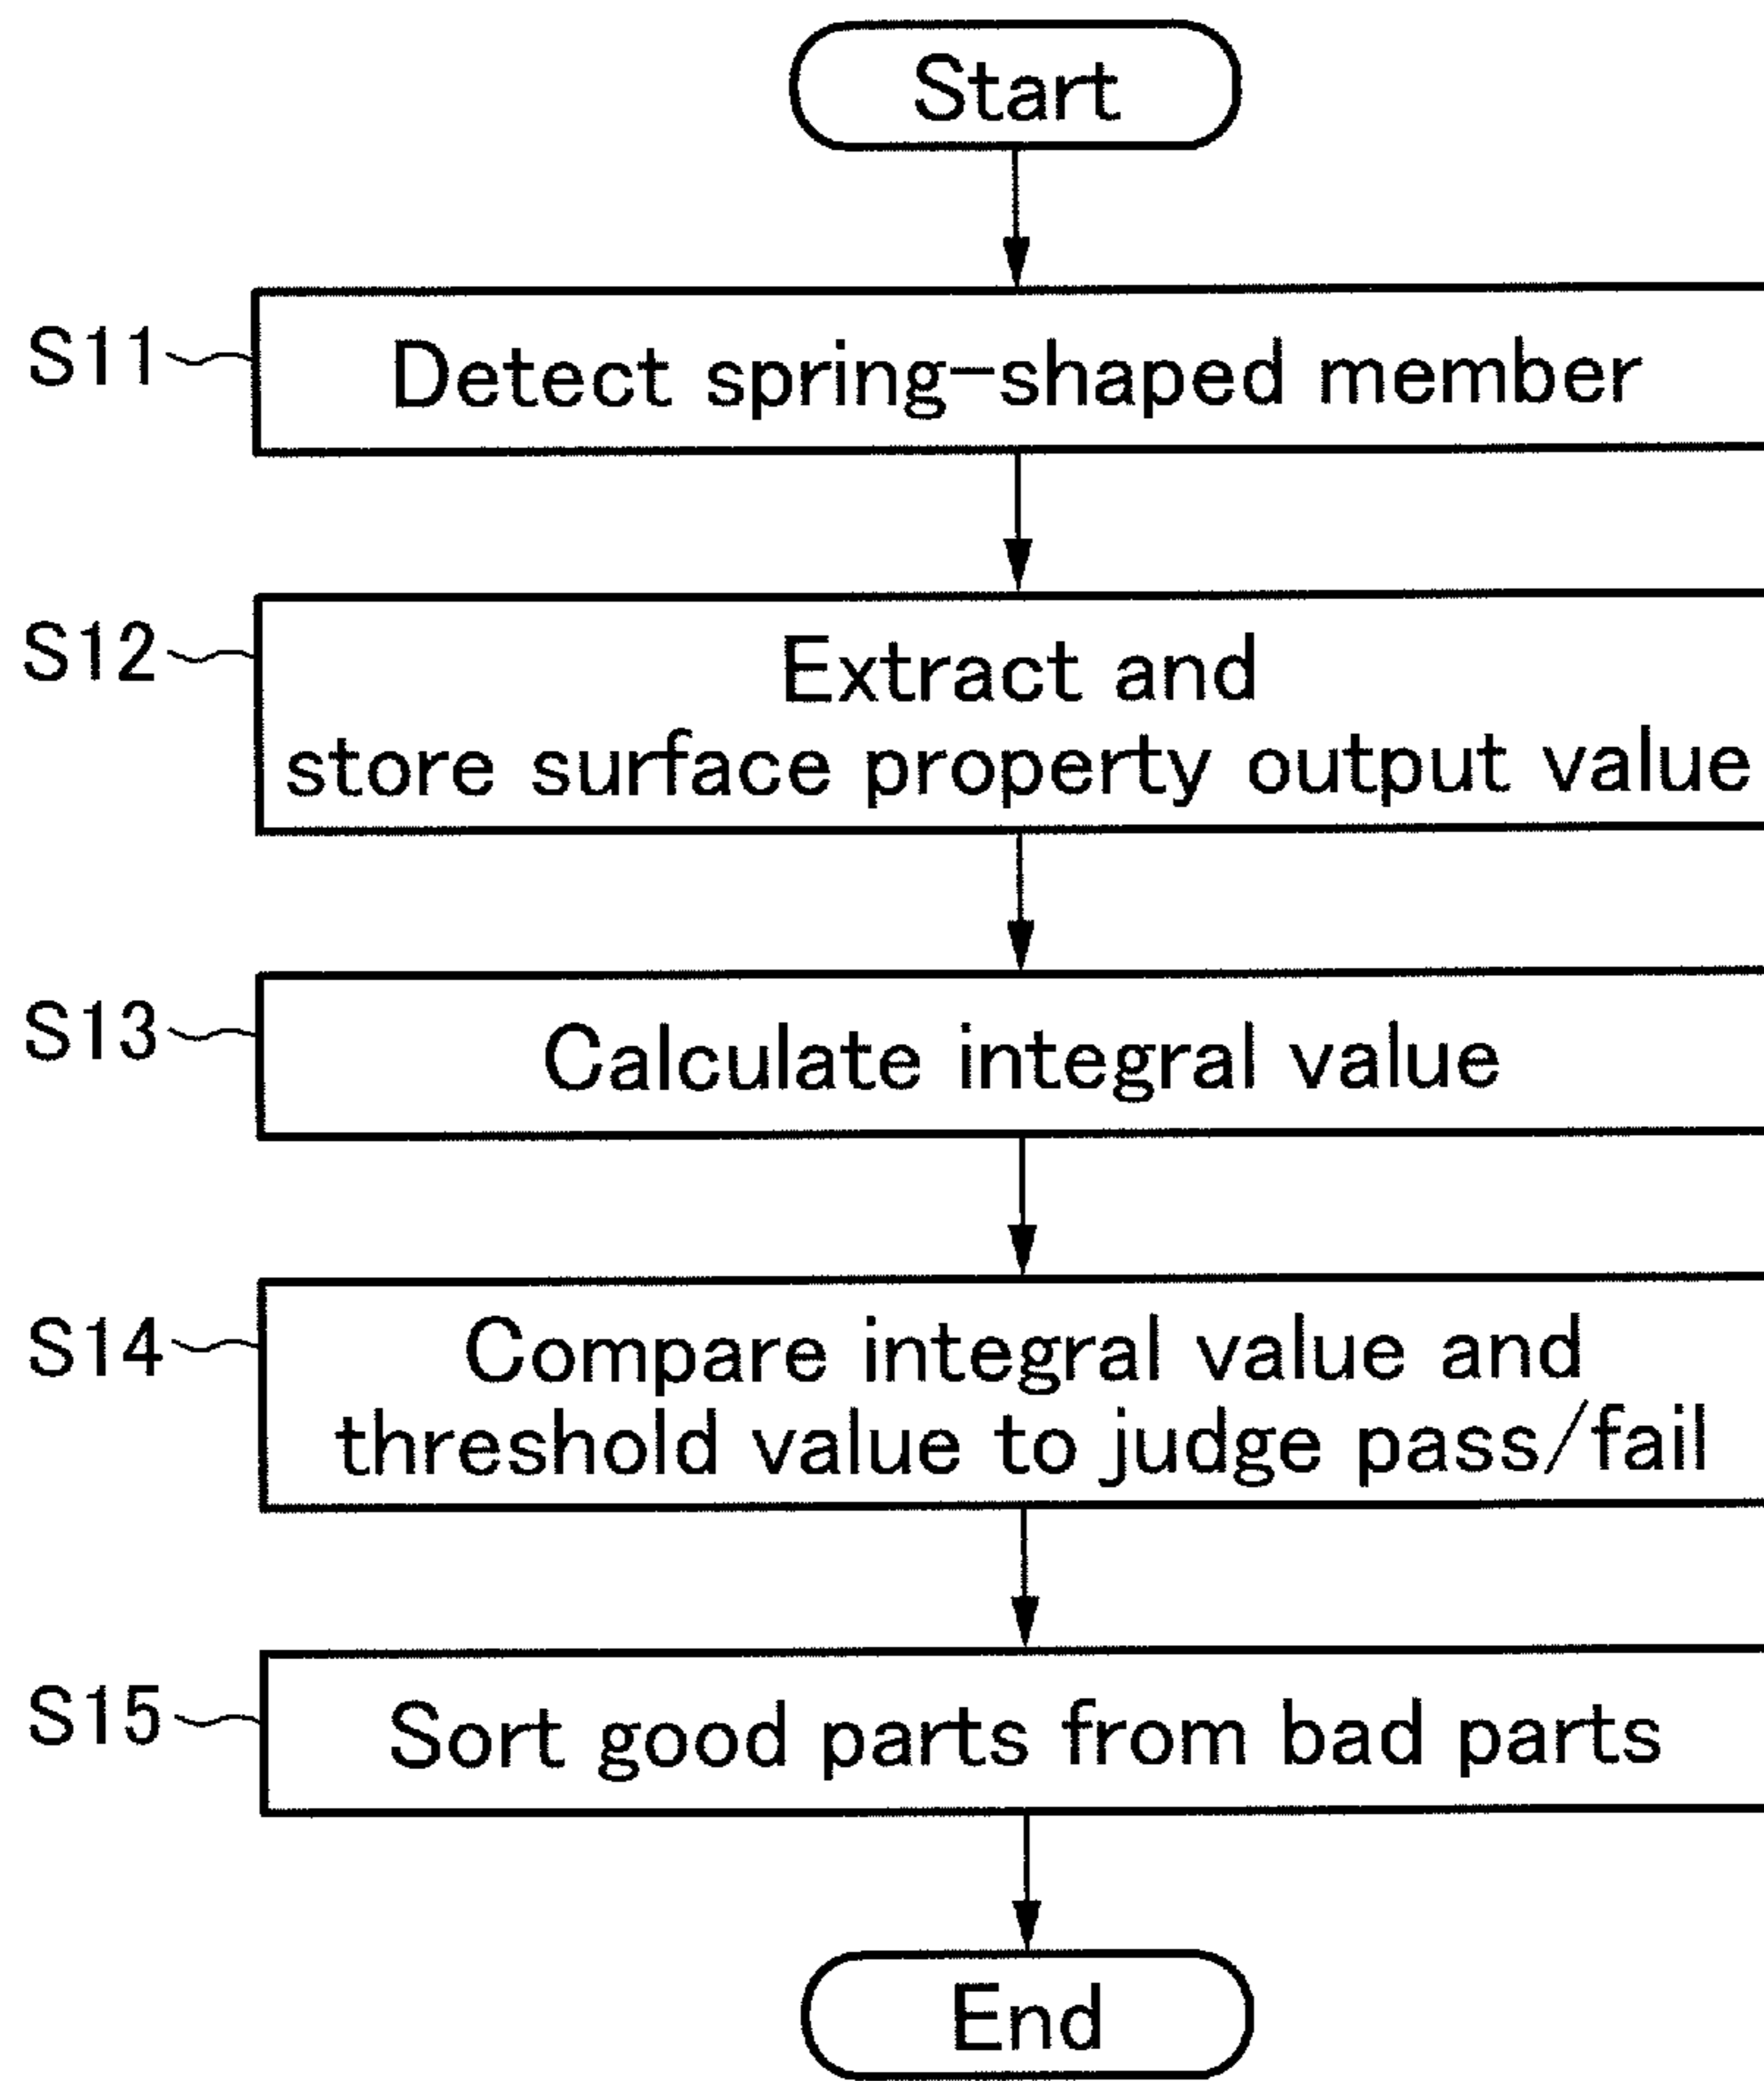 Start
S11
Detect spring-shaped member
S12
Extract and
store surface property output value
S13
Calculate integral value
S14
Compare integral value and
threshold value to judge pass/fail
S15
Sort good parts from bad parts
End